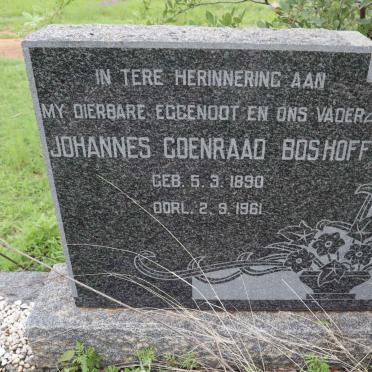 IN TERE HERINNERING AAN
MY DIERBARE EGGENOOT EN ONS VADER
JOHANNES COENRAAD BOSHOFF
GEB. 5. 3. 1890
OORL. 2. 9. 1961